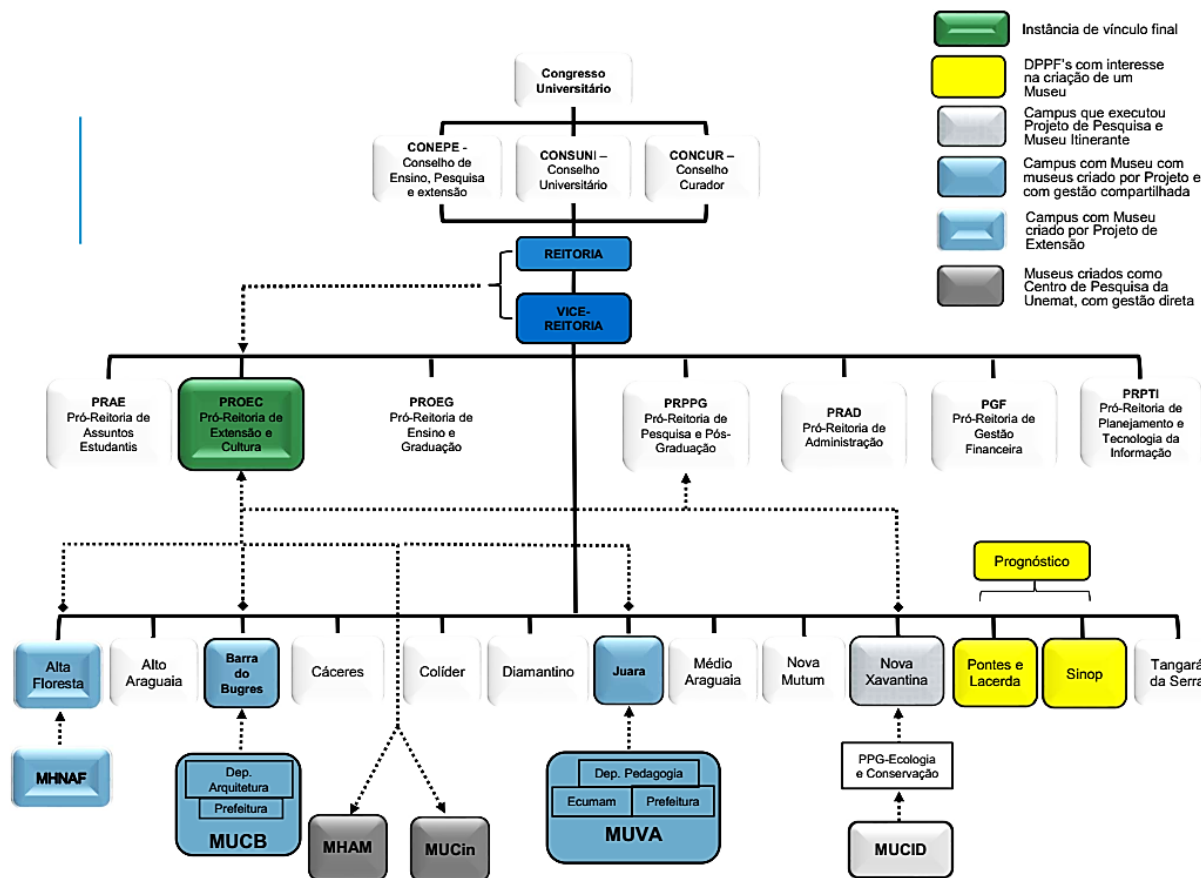 Congresso
Universitário
CONEPE -
Conselho de
Ensino, Pesquisa
e extensão
CONSUNI –
Conselho
Universitário
CONCUR –
Conselho
Curador
REITORIA
VICE-
REITORIA
Instância de vínculo final
DPPF's com interesse
na criação de um
Museu
Campus que executou
Projeto de Pesquisa e
Museu Itinerante
Campus com Museu com
museus criado por Projeto e
com gestão compartilhada
Campus com Museu
criado por Projeto de
Extensão
Museus criados como
Centro de Pesquisa da
Unemat, com gestão direta
PRAE
Pró-Reitoria de
Assuntos
Estudantis
PROEC
Pró-Reitoria de
Extensão e
Cultura
PROEG
Pró-Reitoria de
Ensino e
Graduação
PRPPG
Pró-Reitoria de
Pesquisa e Pós-
Graduação
PRAD
Pró-Reitoria de
Administração
PGF
Pró-Reitoria de
Gestão
Financeira
PRPTI
Pró-Reitoria de
Planejamento e
Tecnologia da
Informação
Prognóstico
Alta
Floresta
Alto
Araguaia
Barra
do
Bugres
Cáceres
Colíder
Diamantino
Juara
Médio
Araguaia
Nova
Mutum
Nova
Xavantina
Pontes e
Lacerda
Sinop
Tangará
da Serra
MHNAF
Dep.
Arquitetura
Prefeitura
MUCB
MHAM
MUCin
Dep. Pedagogia
Ecumam
Prefeitura
MUVA
PPG-Ecologia
e Conservação
MUCID